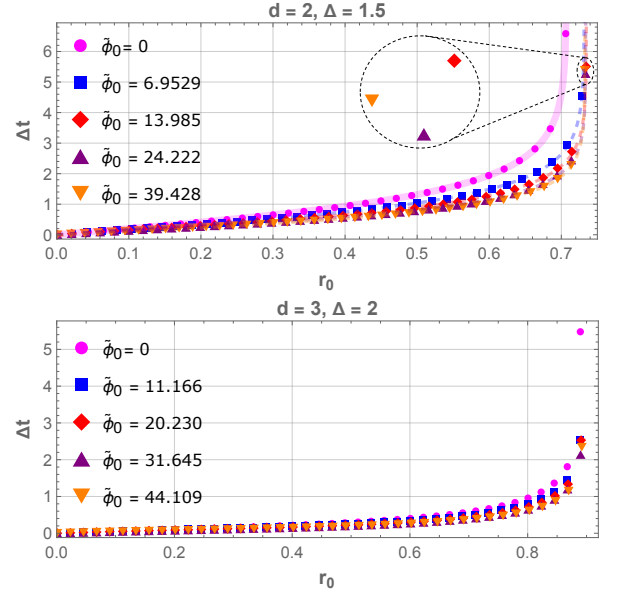 d = 2, Δ = 1.5
6
5
4
3
2
1
0
Δt
ϕ̃0= 0
ϕ̃0 = 6.9529
ϕ̃0 = 13.985
ϕ̃0 = 24.222
ϕ̃0 = 39.428
0.0 0.1 0.2 0.3 0.4 0.5 0.6 0.7
r0
d = 3, Δ = 2
5
4
3
2
1
0
Δt
ϕ̃0= 0
ϕ̃0 = 11.166
ϕ̃0 = 20.230
ϕ̃0 = 31.645
ϕ̃0 = 44.109
0.0 0.2 0.4 0.6 0.8
r0